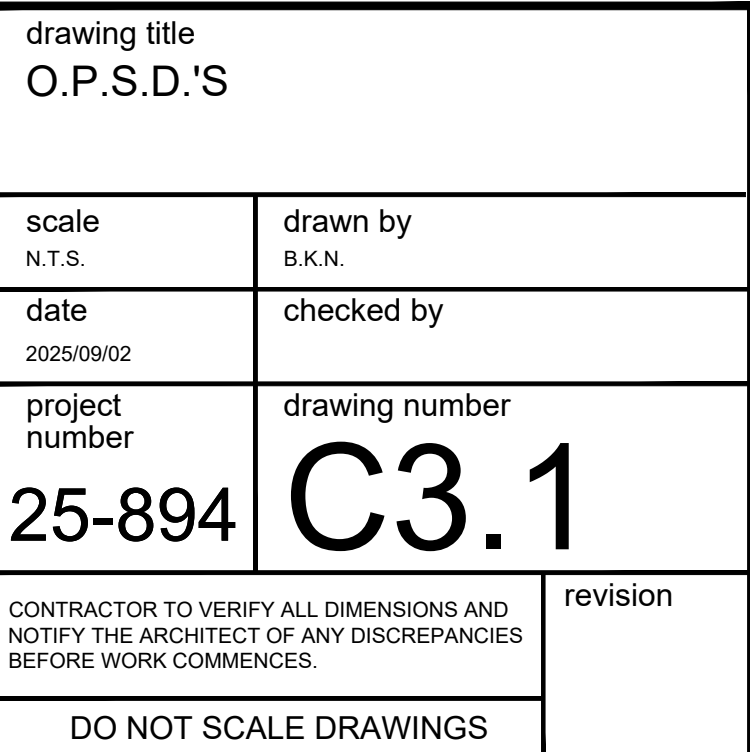 drawing title
O.P.S.D.'S
scale
N.T.S.
drawn by
B.K.N.
date
2025/09/02
checked by
project
number
25-894
drawing number
C3.1
CONTRACTOR TO VERIFY ALL DIMENSIONS AND
NOTIFY THE ARCHITECT OF ANY DISCREPANCIES
BEFORE WORK COMMENCES.
revision
DO NOT SCALE DRAWINGS